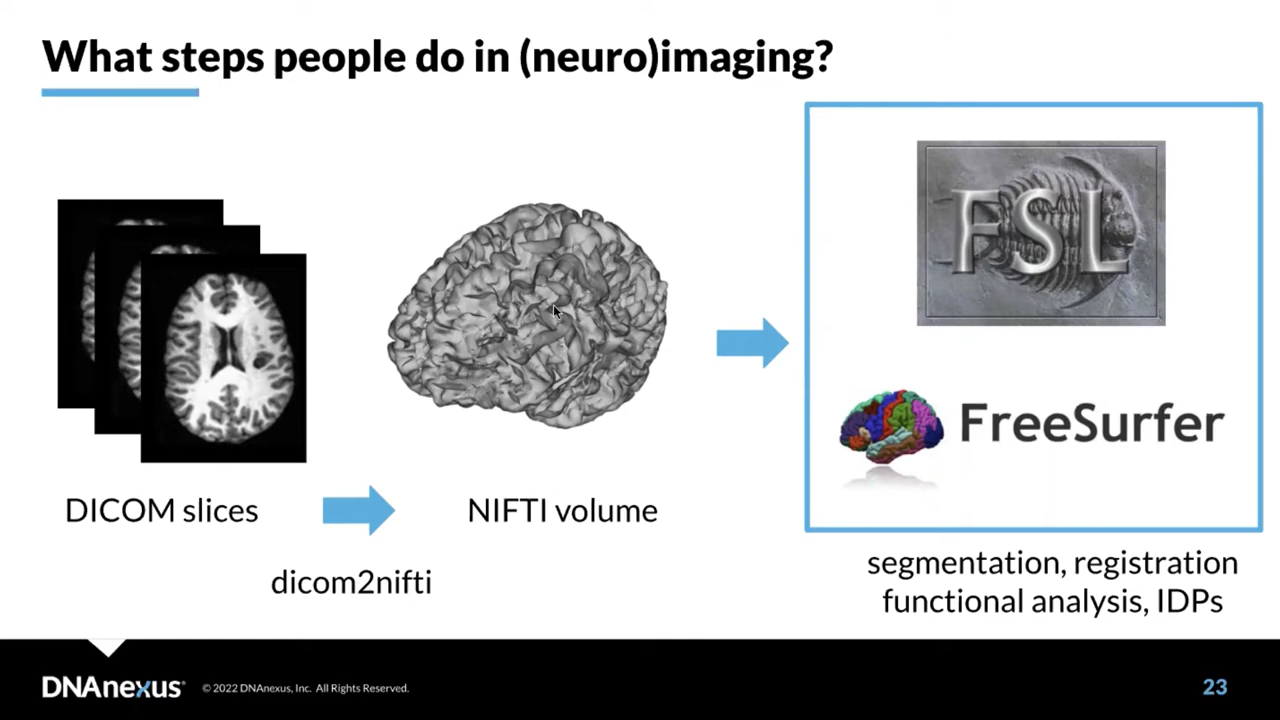 What steps people do in (neuro)imaging?
FSL
FreeSurfer
DICOM slices
NIFTI volume
dicom2nifti
segmentation, registration
functional analysis, IDPs
DNAnexus®
© 2022 DNAnexus, Inc. All Rights Reserved.
23